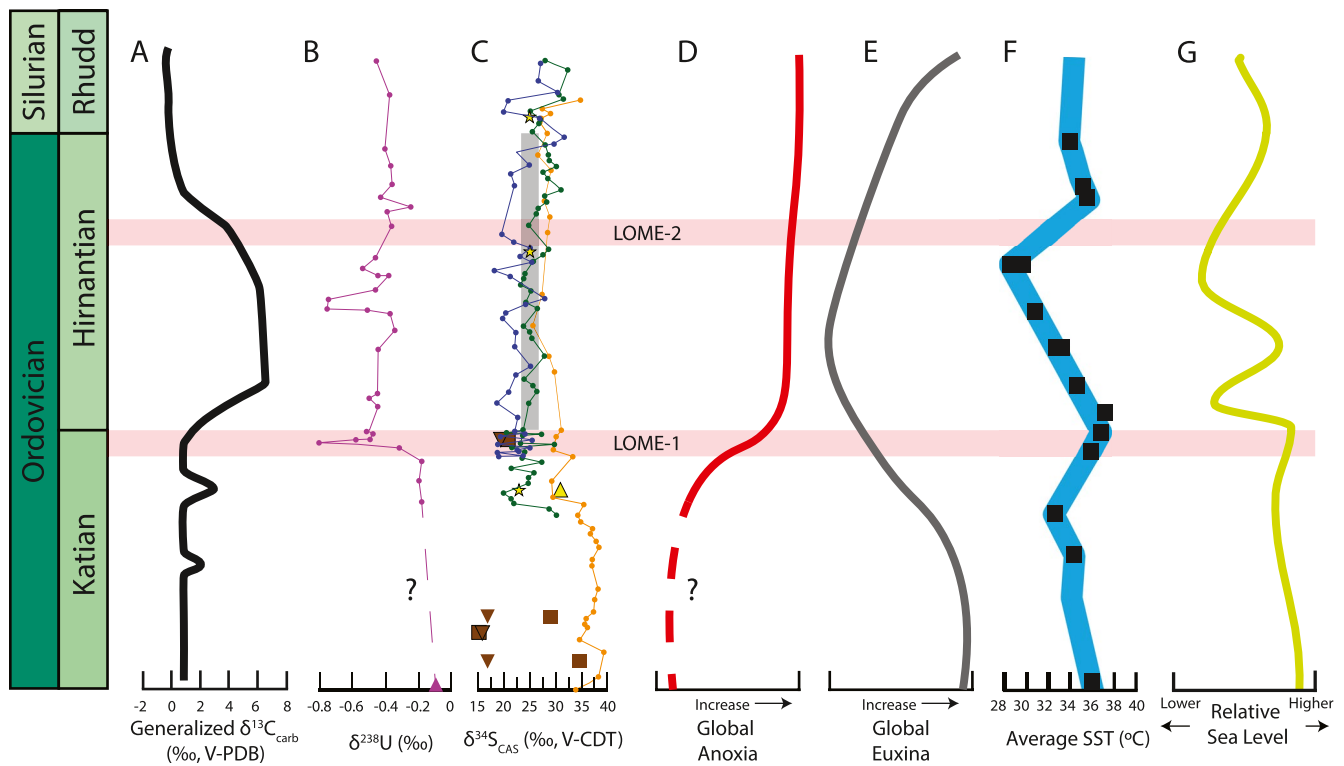 Silurian
Rhudd
Ordovician
Hirnantian
Katian
A
B
C
D
E
F
G
LOME-2
LOME-1
?
?
-2 0 2 4 6 8
Generalized δ¹³Ccarb
(‰, V-PDB)
-0.8 -0.6 -0.4 -0.2 0
δ²³⁸U (‰)
15 20 25 30 35 40
δ³⁴SCAS (‰, V-CDT)
Increase
Global
Anoxia
Increase
Global
Euxina
28 30 32 34 36 38 40
Average SST (ºC)
Lower Higher
Relative
Sea Level